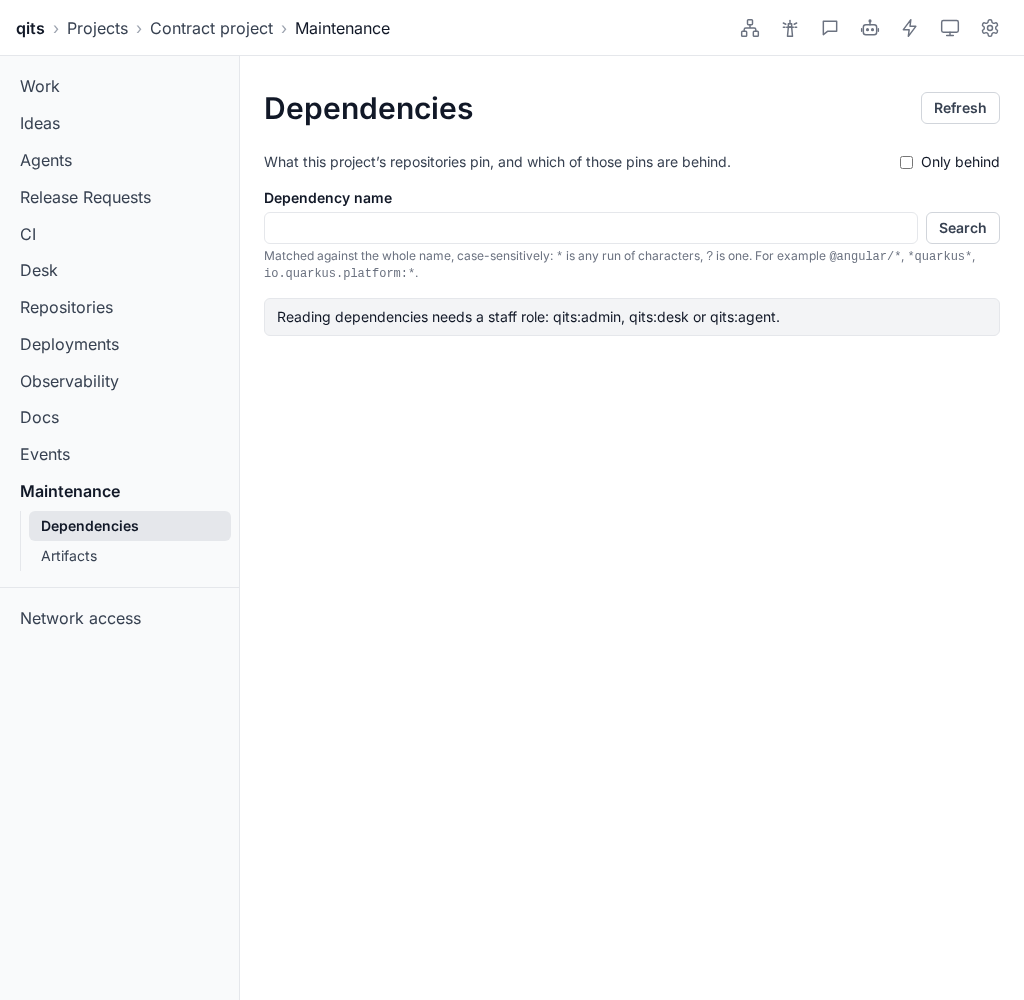 qits › Projects › Contract project › Maintenance
Work
Ideas
Agents
Release Requests
CI
Desk
Repositories
Deployments
Observability
Docs
Events
Maintenance
Dependencies
Artifacts
Network access
Dependencies
Refresh
What this project’s repositories pin, and which of those pins are behind.
Only behind
Dependency name
Search
Matched against the whole name, case-sensitively: * is any run of characters, ? is one. For example @angular/*, *quarkus*,
io.quarkus.platform:*.
Reading dependencies needs a staff role: qits:admin, qits:desk or qits:agent.